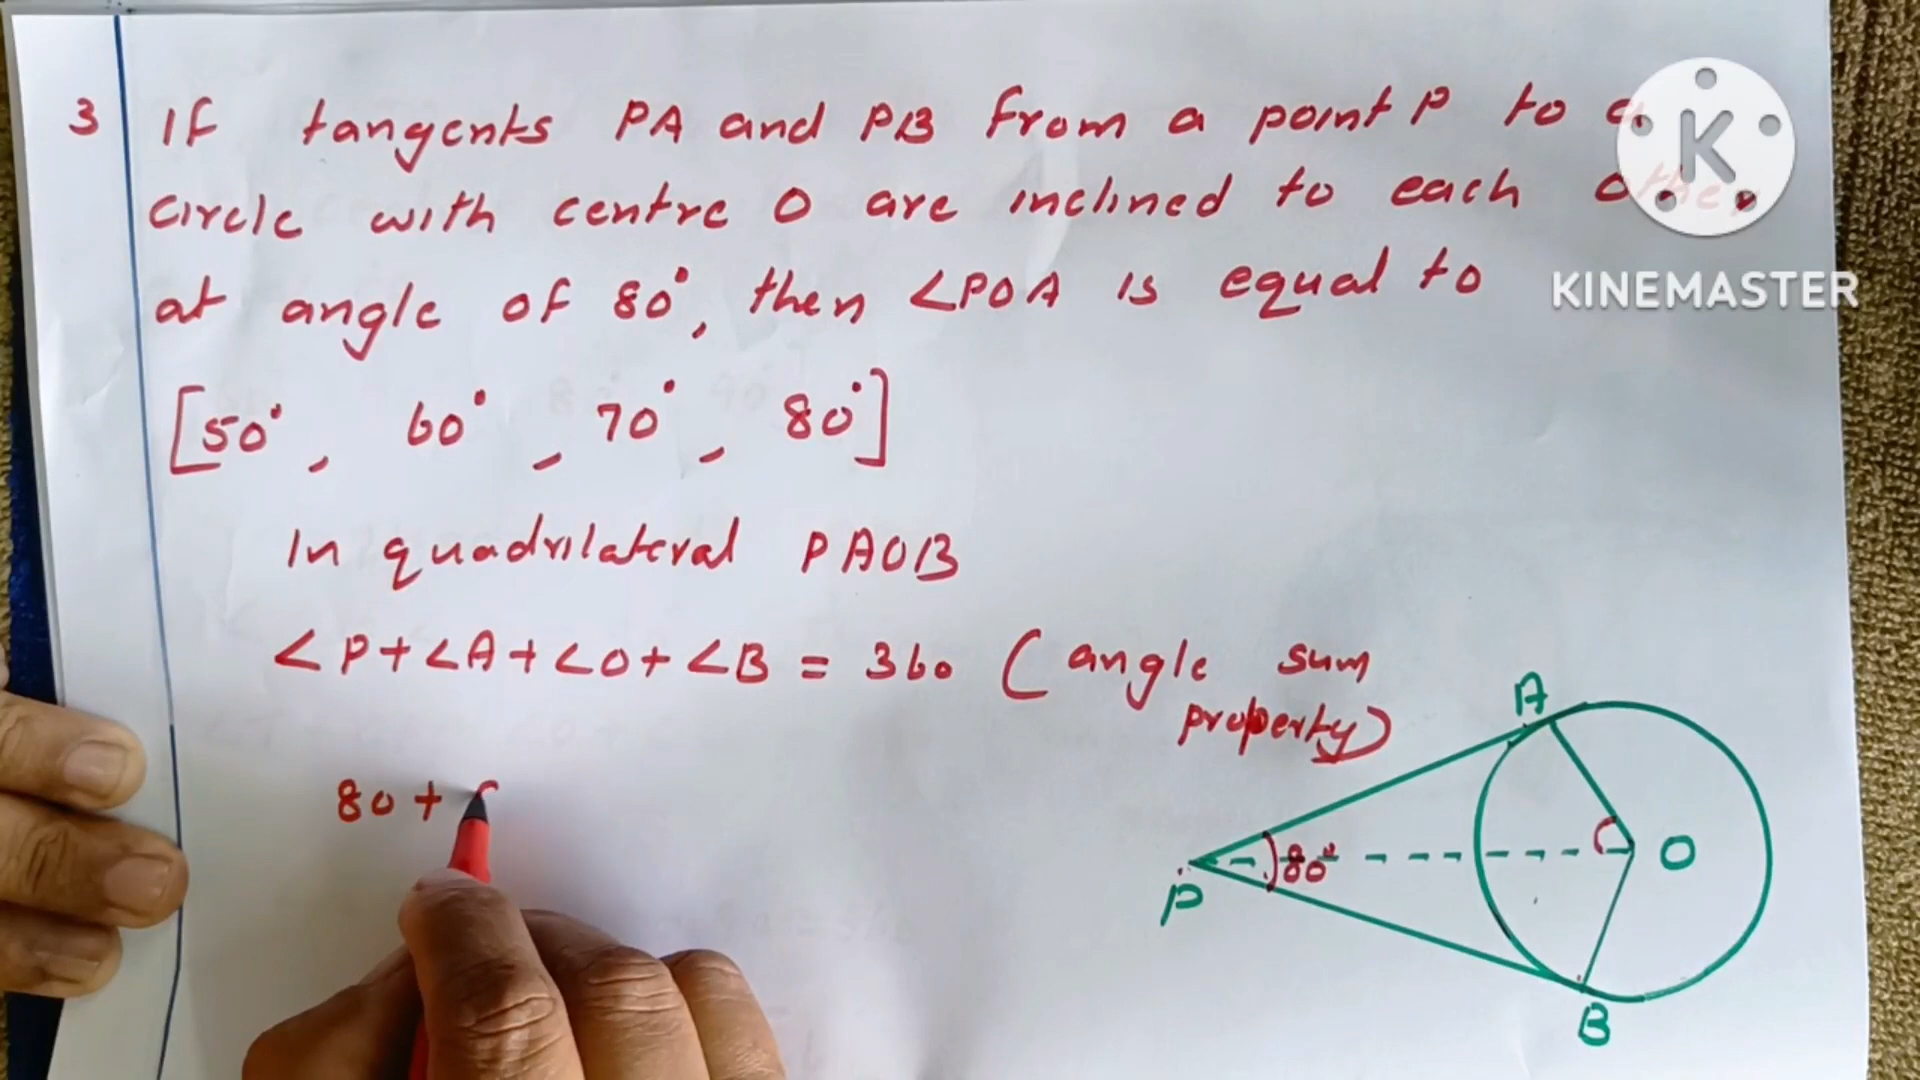 3 If tangents PA and PB from a point P to a
circle with centre O are inclined to each other
at angle of 80°, then ∠POA is equal to
[50°, 60°, 70°, 80°]
In quadrilateral PAOB
∠P+∠A+∠O+∠B = 360 (angle sum
property)
80 +
A
P
80°
O
B
K
KINEMASTER